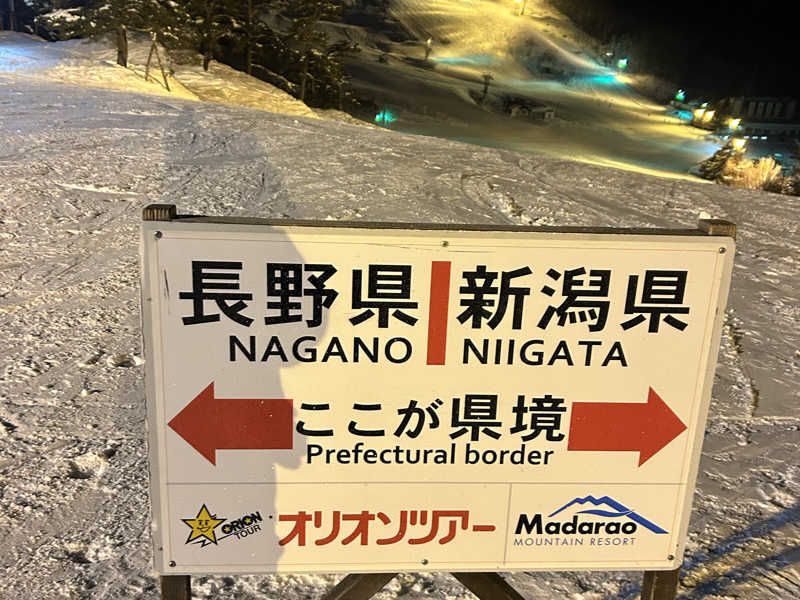 長野県 新潟県
NAGANO NIIGATA
ここが県境
Prefectural border
ORION TOUR
オリオンツアー
Madarao
MOUNTAIN RESORT